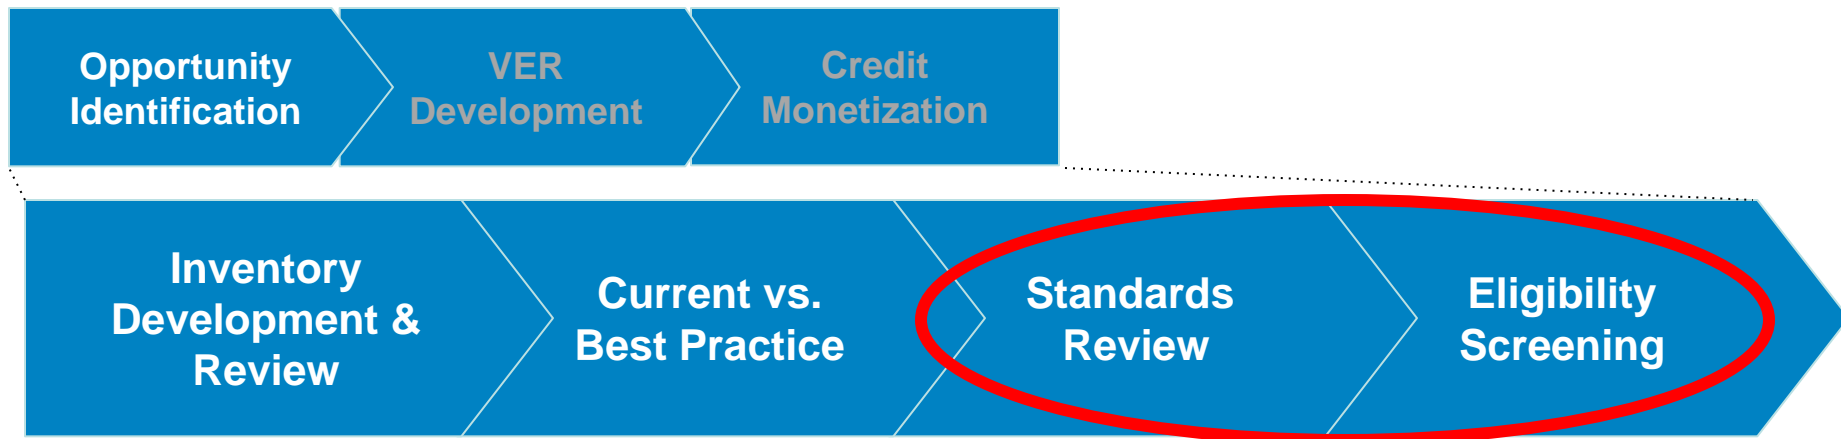 Opportunity
Identification
VER
Development
Credit
Monetization
Inventory
Development &
Review
Current vs.
Best Practice
Standards
Review
Eligibility
Screening